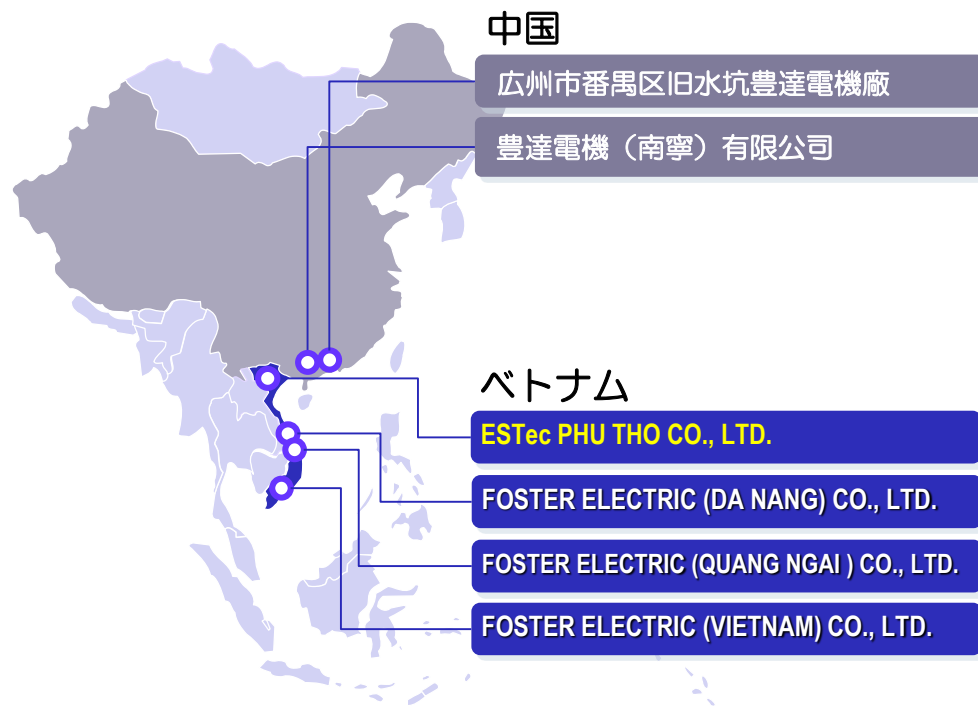 中国
広州市番禺区旧水坑豊達電機廠
豊達電機（南寧）有限公司
ベトナム
ESTec PHU THO CO., LTD.
FOSTER ELECTRIC (DA NANG) CO., LTD.
FOSTER ELECTRIC (QUANG NGAI ) CO., LTD.
FOSTER ELECTRIC (VIETNAM) CO., LTD.